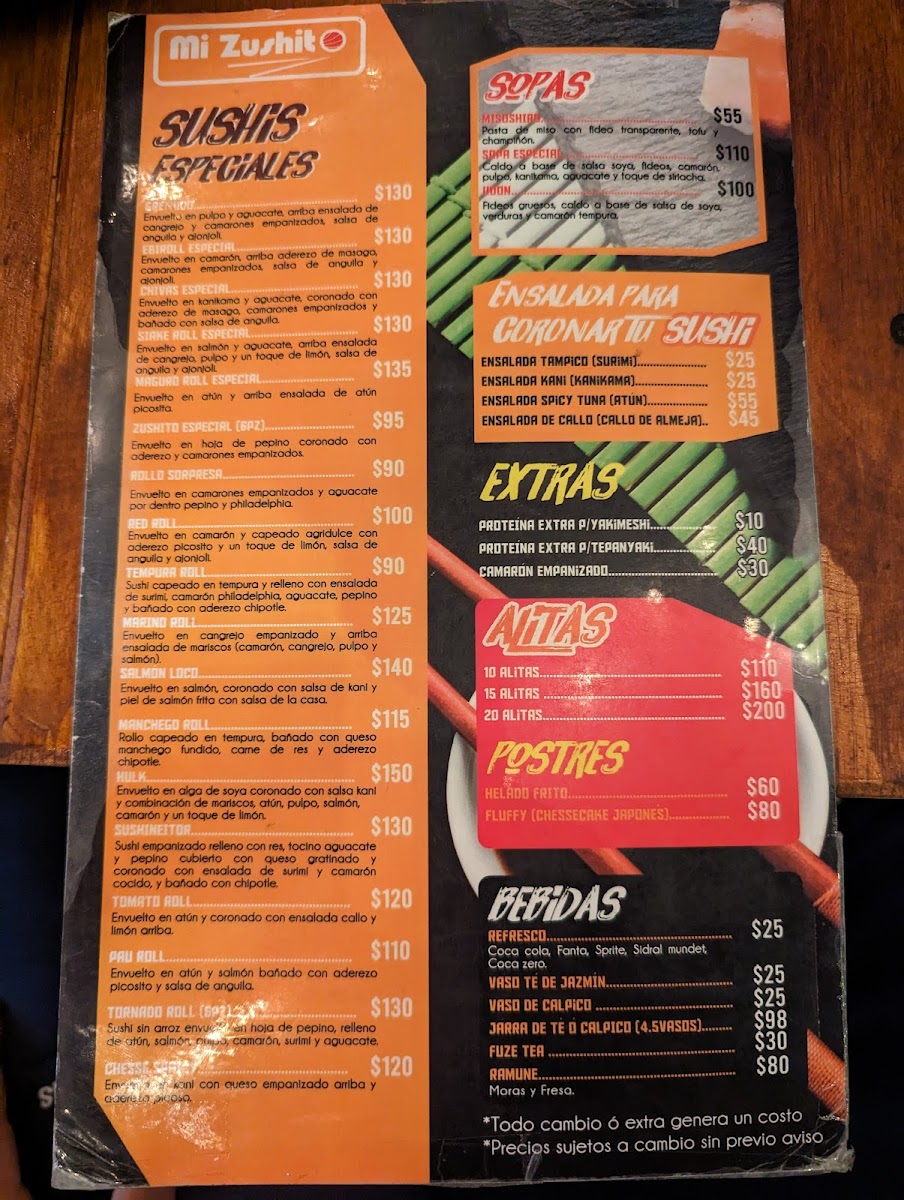 Mi Zushito
SUSHIS
ESPECIALES
$130
Envuelto en pulpo y aguacate, arriba ensalada de
cangrejo y camarones empanizados, salsa de
anguila y ajonjoli.
EBIROLL ESPECIAL $130
Envuelto en camarón, arriba aderezo de masago,
camarones empanizados, salsa de anguila y
ajonjoli.
CHIVAS ESPECIAL $130
Envuelto en kanikama y aguacate, coronado con
aderezo de masago, camarones empanizados y
bañado con salsa de anguila.
SIAKE ROLL ESPECIAL $130
Envuelto en salmón y aguacate, arriba ensalada
de cangrejo, pulpo y un toque de limón, salsa de
anguila y ajonjoli.
MAGURO ROLL ESPECIAL $135
Envuelto en atún y arriba ensalada de atún
picosita.
ZUSHITO ESPECIAL (6PZ) $95
Envuelto en hoja de pepino coronado con
aderezo y camarones empanizados.
ROLLO SORPRESA $90
Envuelto en camarones empanizados y aguacate
por dentro pepino y philadelphia.
RED ROLL $100
Envuelto en camarón y capeado agridulce con
aderezo picosito y un toque de limón, salsa de
anguila y ajonjoli.
TEMPURA ROLL $90
Sushi capeado en tempura y relleno con ensalada
de surimi, camarón philadelphia, aguacate, pepino
y bañado con aderezo chipotle.
MARINO ROLL $125
Envuelto en cangrejo empanizado y arriba
ensalada de mariscos (camarón, cangrejo, pulpo y
salmón).
SALMON LOCO $140
Envuelto en salmón, coronado con salsa de kani y
piel de salmón frita con salsa de la casa.
MANCHEGO ROLL $115
Rollo capeado en tempura, bañado con queso
manchego fundido, carne de res y aderezo
chipotle.
HULK $150
Envuelto en alga de soya coronado con salsa kani
y combinación de mariscos, atún, pulpo, salmón,
camarón y un toque de limón.
SUSHINEITOR $130
Sushi empanizado relleno con res, tocino aguacate
y pepino cubierto con queso gratinado y
coronado con ensalada de surimi y camarón
cocido, y bañado con chipotle.
TOMATO ROLL $120
Envuelto en atún y coronado con ensalada callo y
limón arriba.
PAU ROLL $110
Envuelto en atún y salmón bañado con aderezo
picosito y salsa de anguila.
TORNADO ROLL (6PZ) $130
Sushi sin arroz envuelto en hoja de pepino, relleno
de atún, salmón, pulpo, camarón, surimi y aguacate.
CHESSE $120
Envuelto en kani con queso empanizado arriba y
aderezo picoso.
SOPAS
MISOSHIRO $55
Pasta de miso con fideo transparente, tofu y
champiñón.
SOPA ESPECIAL $110
Caldo a base de salsa soya, fideos, camarón,
pulpo, kanikama, aguacate y toque de siriacha.
UDON $100
Fideos gruesos, caldo a base de salsa de soya,
verduras y camarón tempura.
ENSALADA PARA
CORONAR TU SUSHI
ENSALADA TAMPICO (SURIMI) $25
ENSALADA KANI (KANIKAMA) $25
ENSALADA SPICY TUNA (ATÚN) $55
ENSALADA DE CALLO (CALLO DE ALMEJA).. $45
EXTRAS
PROTEÍNA EXTRA P/YAKIMESHI $10
PROTEÍNA EXTRA P/TEPANYAKI $40
CAMARÓN EMPANIZADO $30
ALITAS
10 ALITAS $110
15 ALITAS $160
20 ALITAS $200
POSTRES
HELADO FRITO $60
FLUFFY (CHESSECAKE JAPONES) $80
BEBIDAS
REFRESCO $25
Coca cola, Fanta, Sprite, Sidral mundet,
Coca zero.
VASO TÉ DE JAZMÍN $25
VASO DE CALPICO $25
JARRA DE TE Ó CALPICO (4.5VASOS) $98
FUZE TEA $30
RAMUNE $80
Moras y Fresa.
*Todo cambio ó extra genera un costo
*Precios sujetos a cambio sin previo aviso